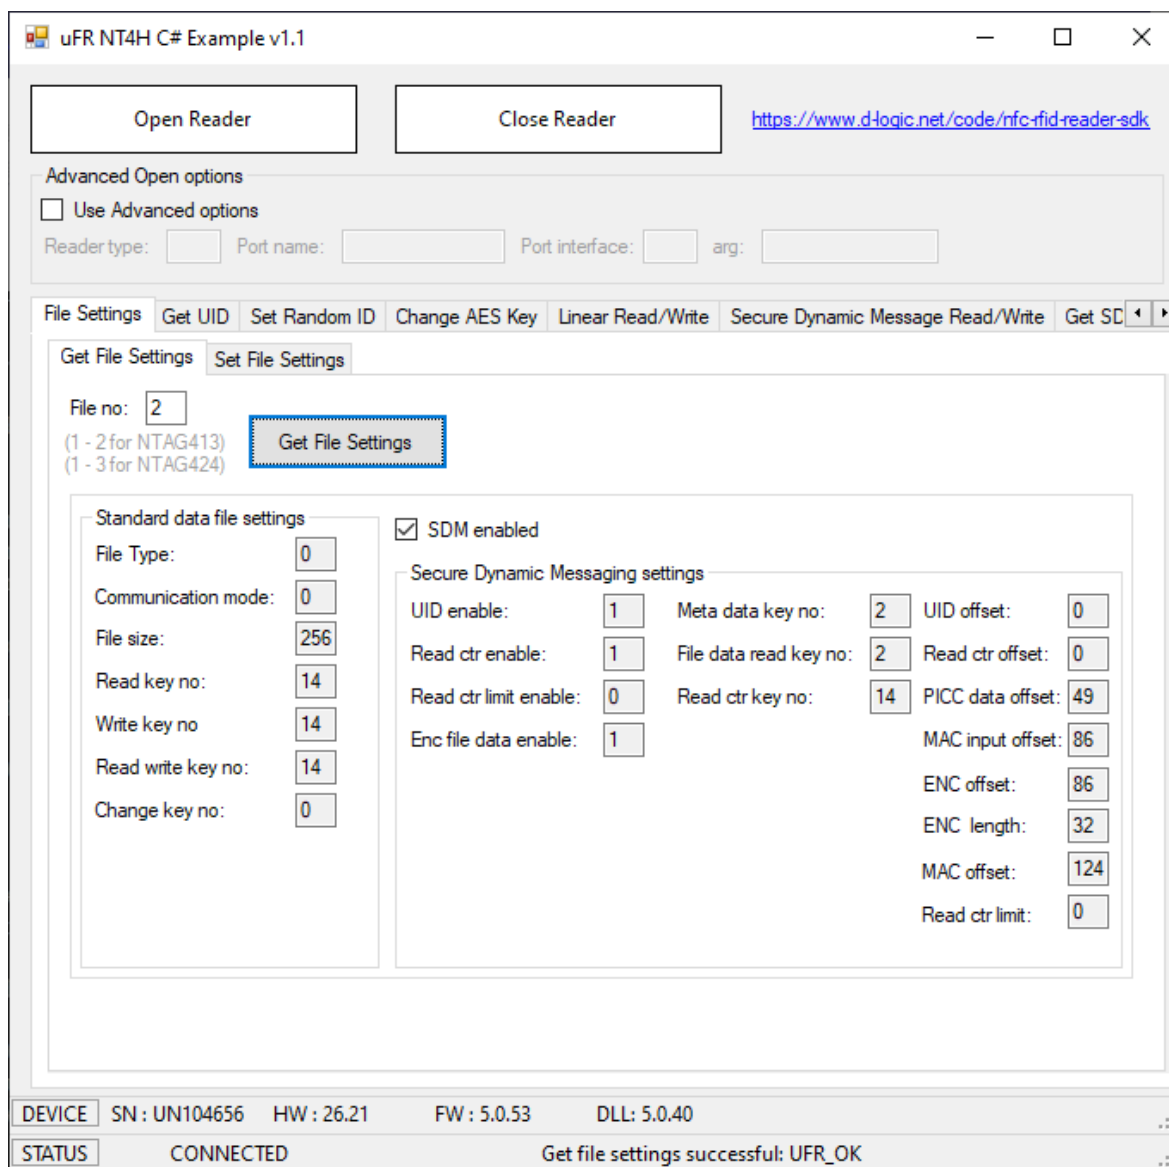 uFR NT4H C# Example v1.1
Open Reader
Close Reader
https://www.d-logic.net/code/nfc-rfid-reader-sdk
Advanced Open options
Use Advanced options
Reader type: Port name: Port interface: arg:
File Settings Get UID Set Random ID Change AES Key Linear Read/Write Secure Dynamic Message Read/Write Get SD
Get File Settings Set File Settings
File no: 2
(1 - 2 for NTAG413)
(1 - 3 for NTAG424)
Get File Settings
Standard data file settings
File Type: 0
Communication mode: 0
File size: 256
Read key no: 14
Write key no 14
Read write key no: 14
Change key no: 0
SDM enabled
Secure Dynamic Messaging settings
UID enable: 1 Meta data key no: 2 UID offset: 0
Read ctr enable: 1 File data read key no: 2 Read ctr offset: 0
Read ctr limit enable: 0 Read ctr key no: 14 PICC data offset: 49
Enc file data enable: 1 MAC input offset: 86
ENC offset: 86
ENC length: 32
MAC offset: 124
Read ctr limit: 0
DEVICE SN : UN104656 HW : 26.21 FW : 5.0.53 DLL: 5.0.40
STATUS CONNECTED Get file settings successful: UFR_OK